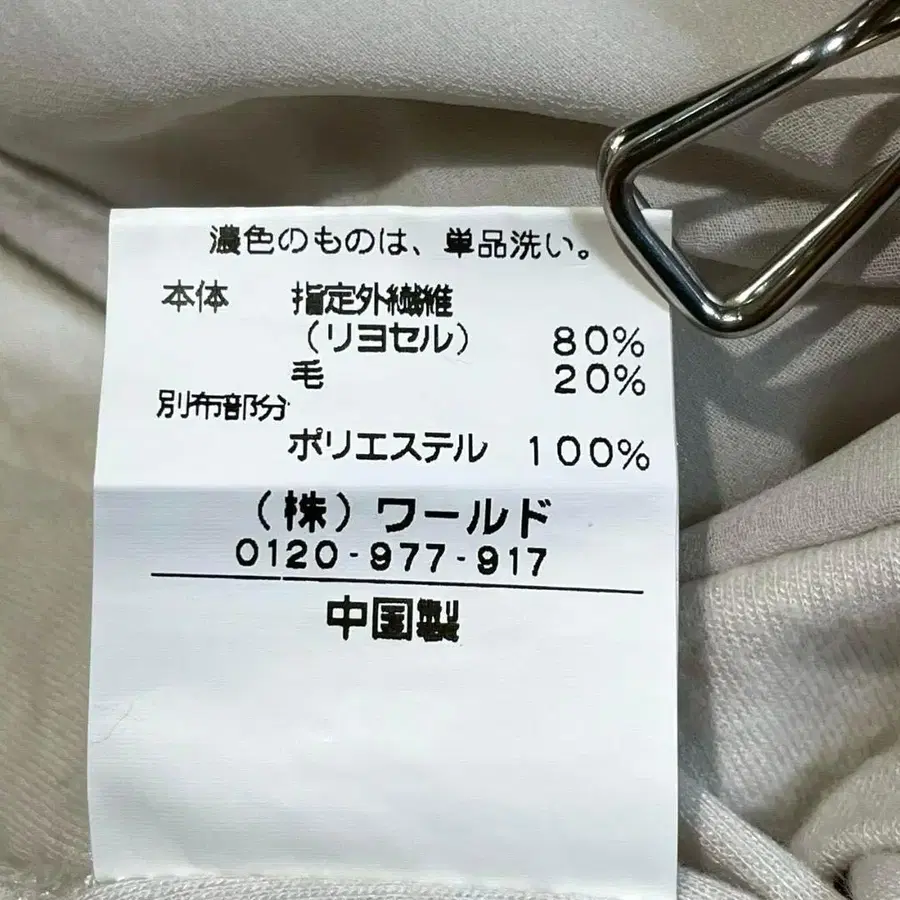 濃色のものは、単品洗い。
本体 指定外繊維
(リヨセル) 80%
毛 20%
別布部分
ポリエステル 100%
(株)ワールド
0120-977-917
中国製